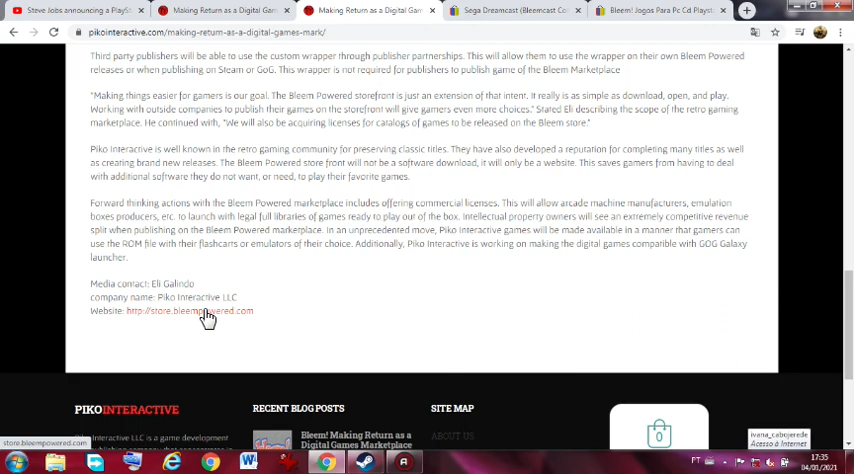 Steve Jobs announcing a PlaySt
Making Return as a Digital Gam
Making Return as a Digital Gam
Sega Dreamcast (Bleemcast Col
Bleem! Jogos Para Pc Cd Playst
pikointeractive.com/making-return-as-a-digital-games-mark/
Third party publishers will be able to use the custom wrapper through publisher partnerships. This will allow them to use the wrapper on their own Bleem Powered
releases or when publishing on Steam or GoG. This wrapper is not required for publishers to publish game of the Bleem Marketplace
"Making things easier for gamers is our goal. The Bleem Powered storefront is just an extension of that intent. It really is as simple as download, open, and play.
Working with outside companies to publish their games on the storefront will give gamers even more choices." Stated Eli describing the scope of the retro gaming
marketplace. He continued with, "We will also be acquiring licenses for catalogs of games to be released on the Bleem store."
Piko Interactive is well known in the retro gaming community for preserving classic titles. They have also developed a reputation for completing many titles as well
as creating brand new releases. The Bleem Powered store front will not be a software download, it will only be a website. This saves gamers from having to deal
with additional software they do not want, or need, to play their favorite games.
Forward thinking actions with the Bleem Powered marketplace includes offering commercial licenses. This will allow arcade machine manufacturers, emulation
boxes producers, etc. to launch with legal full libraries of games ready to play out of the box. Intellectual property owners will see an extremely competitive revenue
split when publishing on the Bleem Powered marketplace. In an unprecedented move, Piko Interactive games will be made available in a manner that gamers can
use the ROM file with their flashcarts or emulators of their choice. Additionally, Piko Interactive is working on making the digital games compatible with GOG Galaxy
launcher.
Media contact: Eli Galindo
company name: Piko Interactive LLC
Website: http://store.bleempowered.com
PIKOINTERACTIVE
RECENT BLOG POSTS
SITE MAP
0
Interactive LLC is a game development
Bleem! Making Return as a
Digital Games Marketplace
ABOUT US
store.bleempowered.com
ivana_cabojerede
Acesso à Internet
PT
17:35
04/03/2021